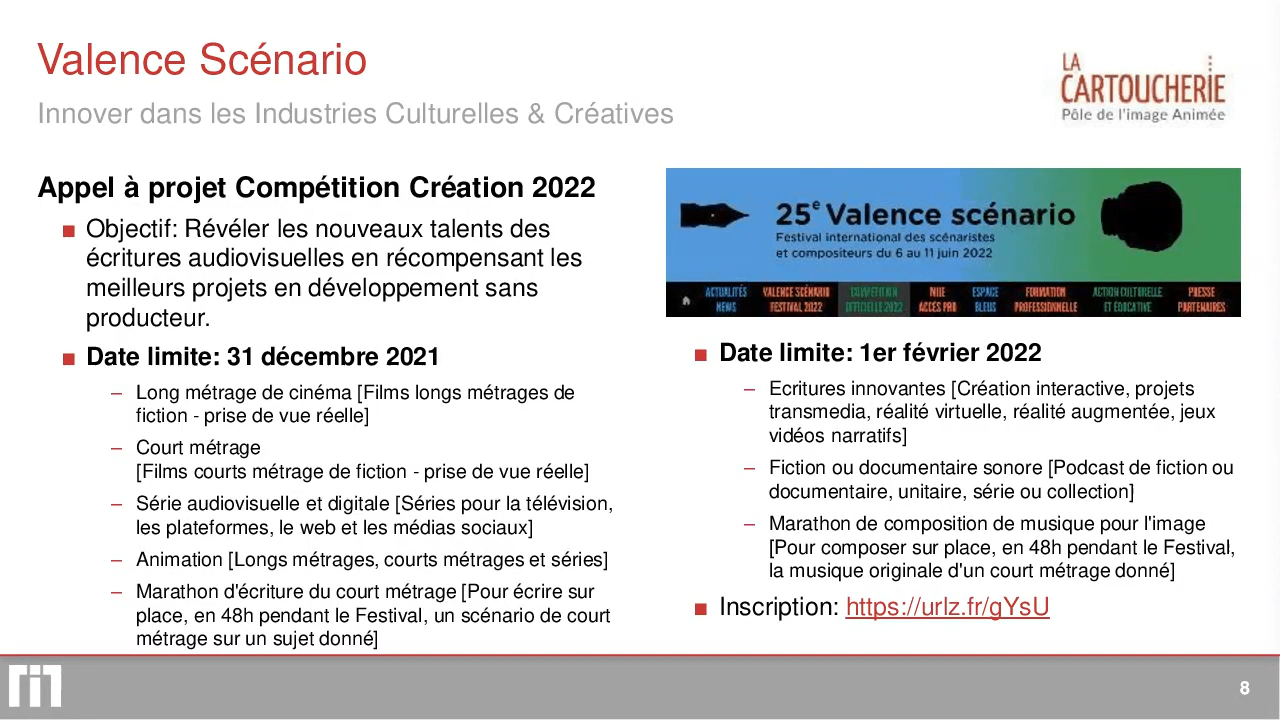 Valence Scénario
Innover dans les Industries Culturelles & Créatives
LA
CARTOUCHERIE
Pôle de l'image Animée
Appel à projet Compétition Création 2022
■ Objectif: Révéler les nouveaux talents des
écritures audiovisuelles en récompensant les
meilleurs projets en développement sans
producteur.
■ Date limite: 31 décembre 2021
– Long métrage de cinéma [Films longs métrages de
fiction - prise de vue réelle]
– Court métrage
[Films courts métrage de fiction - prise de vue réelle]
– Série audiovisuelle et digitale [Séries pour la télévision,
les plateformes, le web et les médias sociaux]
– Animation [Longs métrages, courts métrages et séries]
– Marathon d'écriture du court métrage [Pour écrire sur
place, en 48h pendant le Festival, un scénario de court
métrage sur un sujet donné]
25e Valence scénario
Festival international des scénaristes
et compositeurs du 6 au 11 juin 2022
ACTUALITÉS
NEWS
VALENCE SCÉNARIO
FESTIVAL 2022
COMPÉTITION
OFFICIELLE 2022
ACCÈS PRO
ESPACE
BLEUS
FORMATION
PROFESSIONNELLE
ACTION CULTURELLE
ET ÉDUCATIVE
PRESSE
PARTENAIRES
■ Date limite: 1er février 2022
– Ecritures innovantes [Création interactive, projets
transmedia, réalité virtuelle, réalité augmentée, jeux
vidéos narratifs]
– Fiction ou documentaire sonore [Podcast de fiction ou
documentaire, unitaire, série ou collection]
– Marathon de composition de musique pour l'image
[Pour composer sur place, en 48h pendant le Festival,
la musique originale d'un court métrage donné]
■ Inscription: https://urlz.fr/gYsU
8